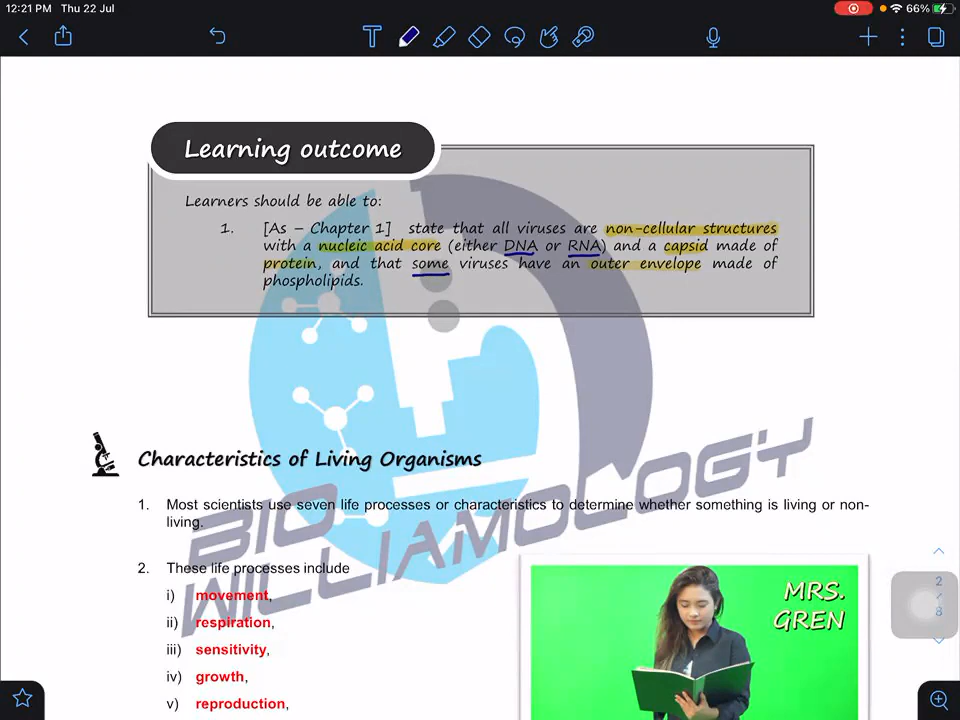 12:21 PM Thu 22 Jul
66%
Learning outcome
Learners should be able to:
1. [As – Chapter 1] state that all viruses are non-cellular structures
with a nucleic acid core (either DNA or RNA) and a capsid made of
protein, and that some viruses have an outer envelope made of
phospholipids.
Characteristics of Living Organisms
1. Most scientists use seven life processes or characteristics to determine whether something is living or non-
living.
2. These life processes include
i) movement,
ii) respiration,
iii) sensitivity,
iv) growth,
v) reproduction,
MRS.
GREN
BIO
WILLIAMOLOGY
2
8